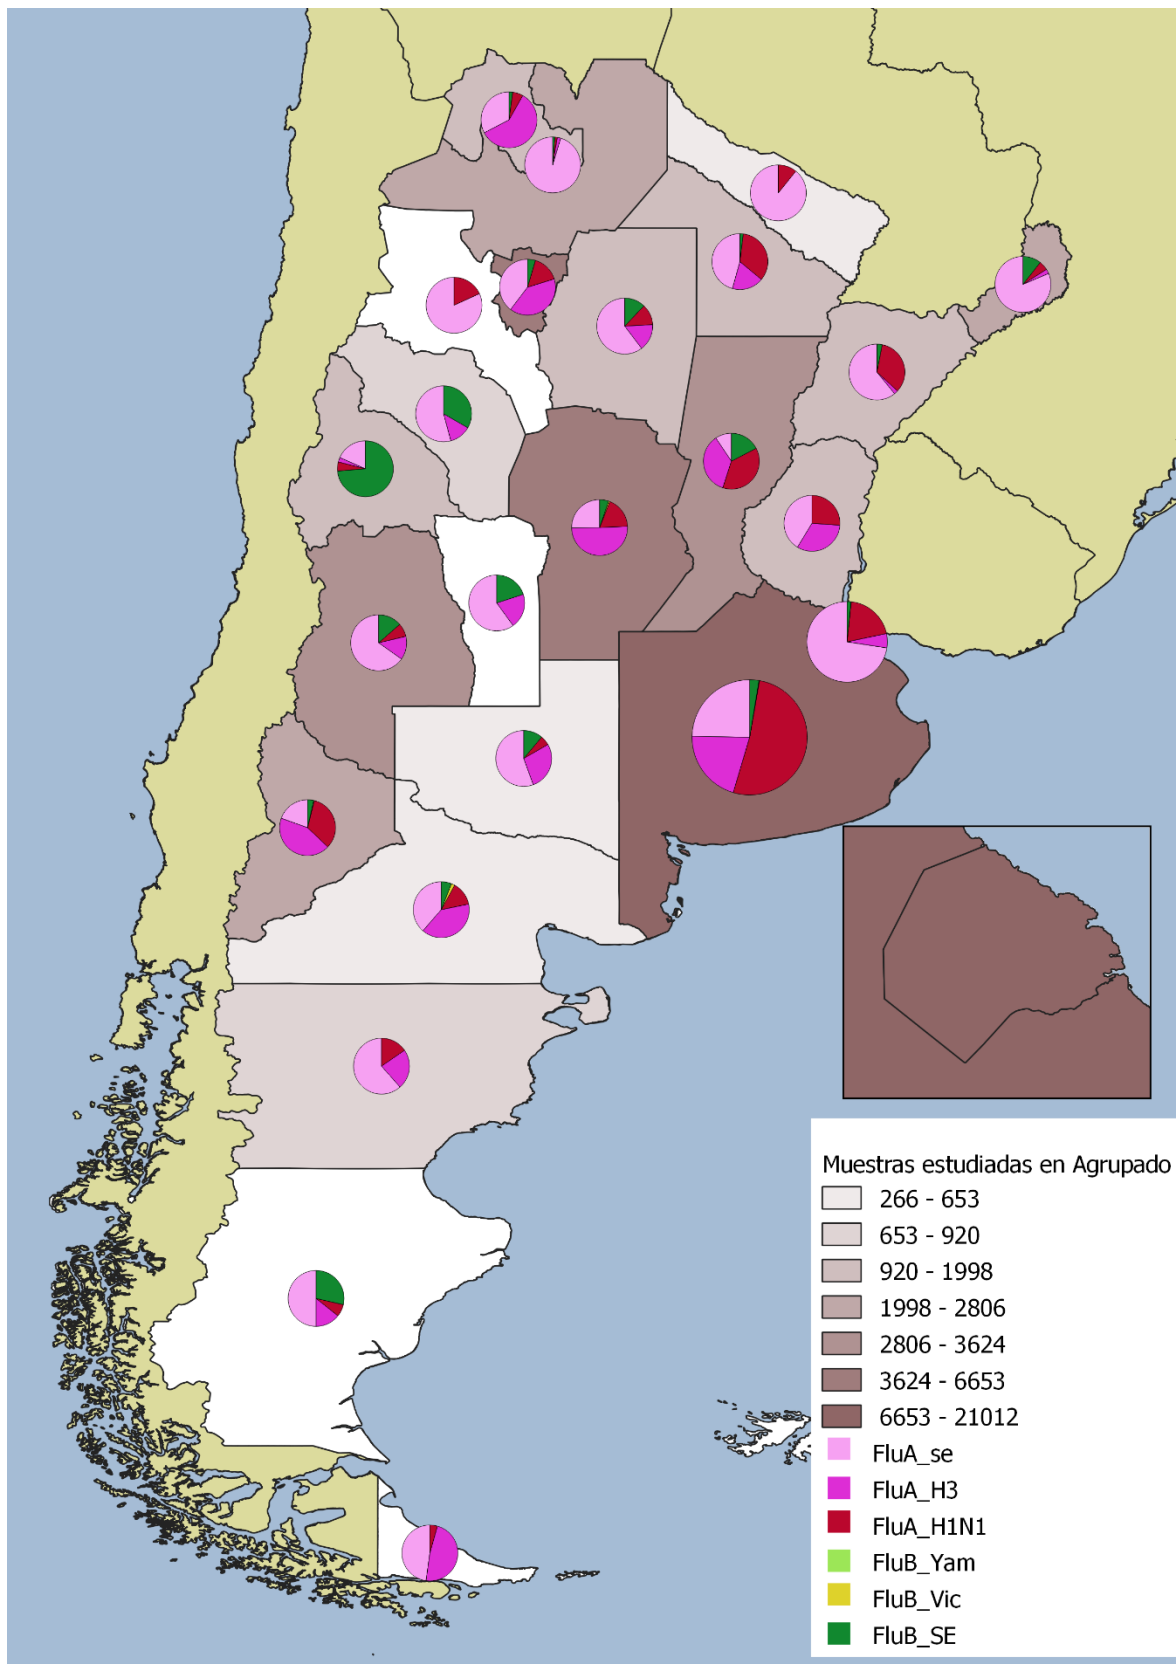 Muestras estudiadas en Agrupado
266 - 653
653 - 920
920 - 1998
1998 - 2806
2806 - 3624
3624 - 6653
6653 - 21012
FluA_se
FluA_H3
FluA_H1N1
FluB_Yam
FluB_Vic
FluB_SE